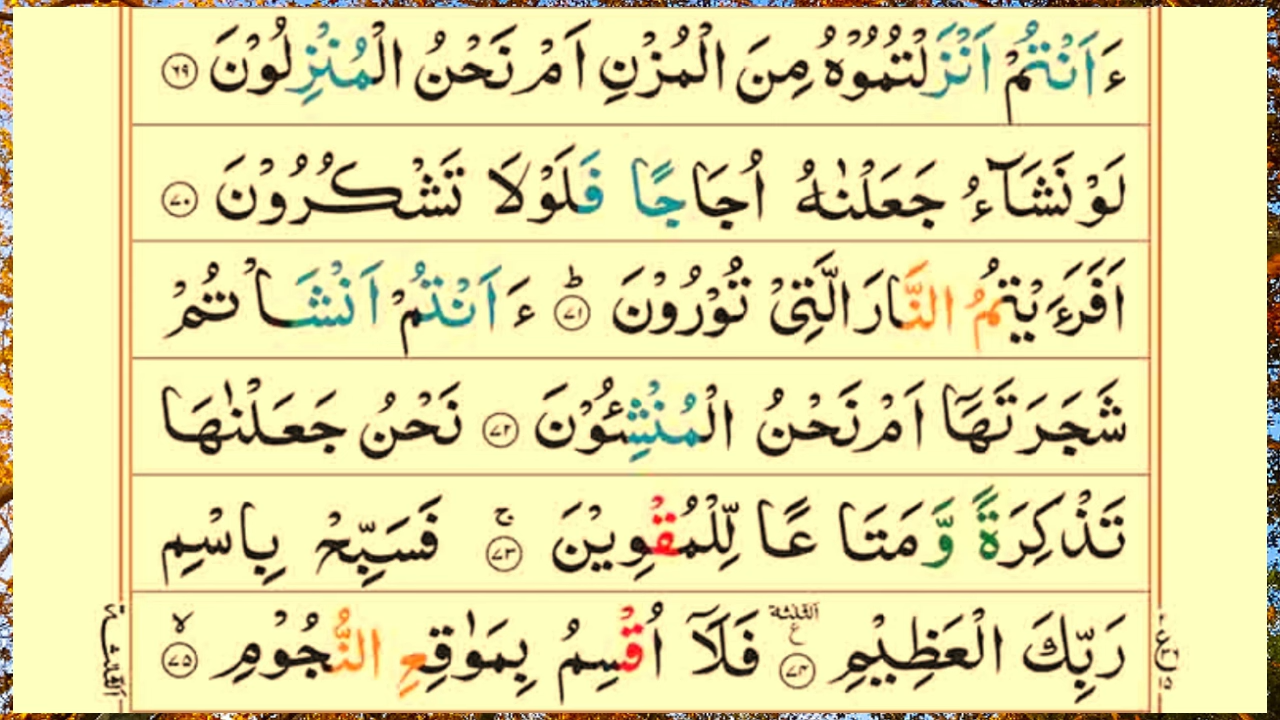 ءَاَنْتُمْ اَنْزَلْتُمُوْهُ مِنَ الْمُزْنِ اَمْ نَحْنُ الْمُنْزِلُوْنَ ۶۹
لَوْ نَشَآءُ جَعَلْنٰهُ اُجَاجًا فَلَوْلَا تَشْكُرُوْنَ ۷۰
اَفَرَءَيْتُمُ النَّارَ الَّتِىْ تُوْرُوْنَ ؕ ۷۱ ءَاَنْتُمْ اَنْشَاْتُمْ
شَجَرَتَهَاۤ اَمْ نَحْنُ الْمُنْشِئُوْنَ ۷۲ نَحْنُ جَعَلْنٰهَا
تَذْكِرَةً وَّمَتَاعًا لِّلْمُقْوِيْنَ ۚ ۷۳ فَسَبِّحْ بِاسْمِ
رَبِّكَ الْعَظِيْمِ ۷۴ الثلثة ع فَلَاۤ اُقْسِمُ بِمَوٰقِعِ النُّجُوْمِ ۙ ۷۵